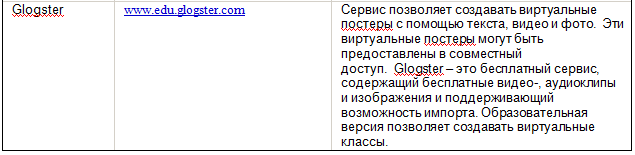 Glogster www.edu.glogster.com Сервис позволяет создавать виртуальные
постеры с помощью текста, видео и фото.  Эти
виртуальные постеры могут быть
предоставлены в совместный
доступ.  Glogster – это бесплатный сервис,
содержащий бесплатные видео-, аудиоклипы
и изображения и поддерживающий
возможность импорта. Образовательная
версия позволяет создавать виртуальные
классы.